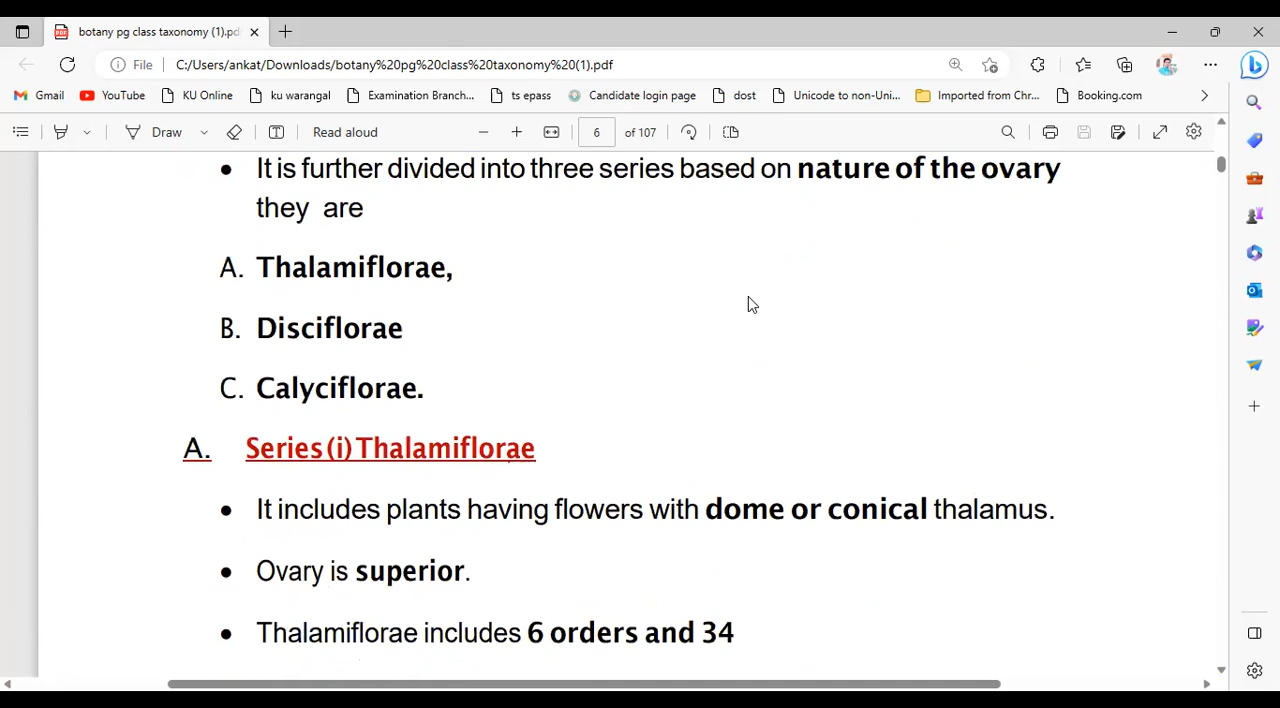 botany pg class taxonomy (1).pd
File C:/Users/ankat/Downloads/botany%20pg%20class%20taxonomy%20(1).pdf
Gmail YouTube KU Online ku warangal Examination Branch... ts epass Candidate login page dost Unicode to non-Uni... Imported from Chr... Booking.com
Draw Read aloud 6 of 107
• It is further divided into three series based on nature of the ovary
they are
A. Thalamiflorae,
B. Disciflorae
C. Calyciflorae.
A. Series (i) Thalamiflorae
• It includes plants having flowers with dome or conical thalamus.
• Ovary is superior.
• Thalamiflorae includes 6 orders and 34